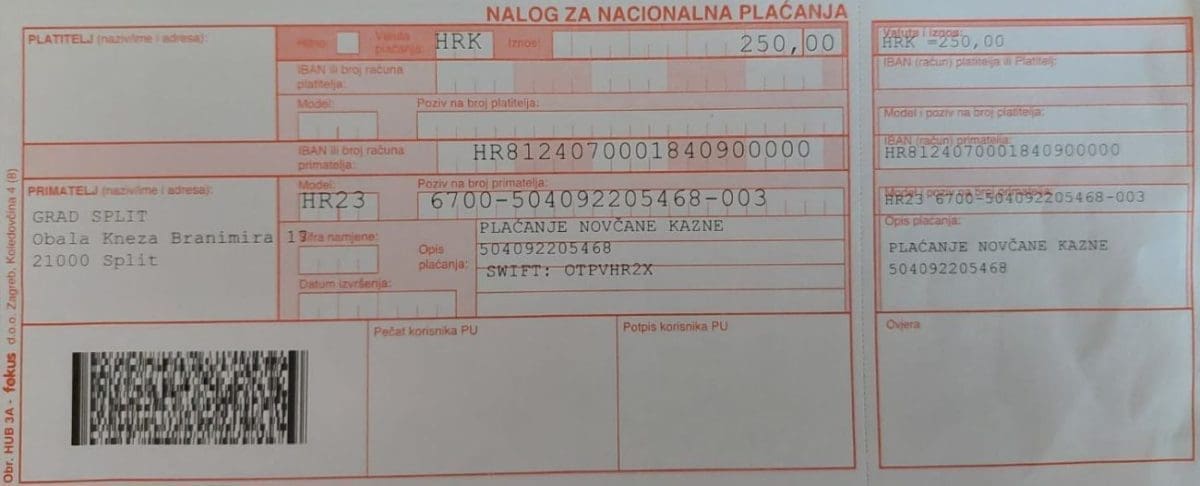 NALOG ZA NACIONALNA PLAĆANJA
PLATITELJ (naziv/ime i adresa):
Hitno:
Valuta plaćanja:
HRK
Iznos:
250,00
IBAN ili broj računa platitelja:
Model:
Poziv na broj platitelja:
IBAN ili broj računa primatelja:
HR8124070001840900000
PRIMATELJ (naziv/ime i adresa):
GRAD SPLIT
Obala Kneza Branimira 17
21000 Split
Model:
HR23
Poziv na broj primatelja:
6700-504092205468-003
Šifra namjene:
Datum izvršenja:
Opis plaćanja:
PLAĆANJE NOVČANE KAZNE
504092205468
SWIFT: OTPVHR2X
Pečat korisnika PU
Potpis korisnika PU
Obr. HUB 3A - fokus d.o.o. Zagreb, Koledovčina 4 (8)
Valuta i iznos:
HRK =250,00
IBAN (račun) platitelja ili Platitelj:
Model i poziv na broj platitelja:
IBAN (račun) primatelja:
HR8124070001840900000
Model i poziv na broj primatelja:
HR23 6700-504092205468-003
Opis plaćanja:
PLAĆANJE NOVČANE KAZNE
504092205468
Ovjera